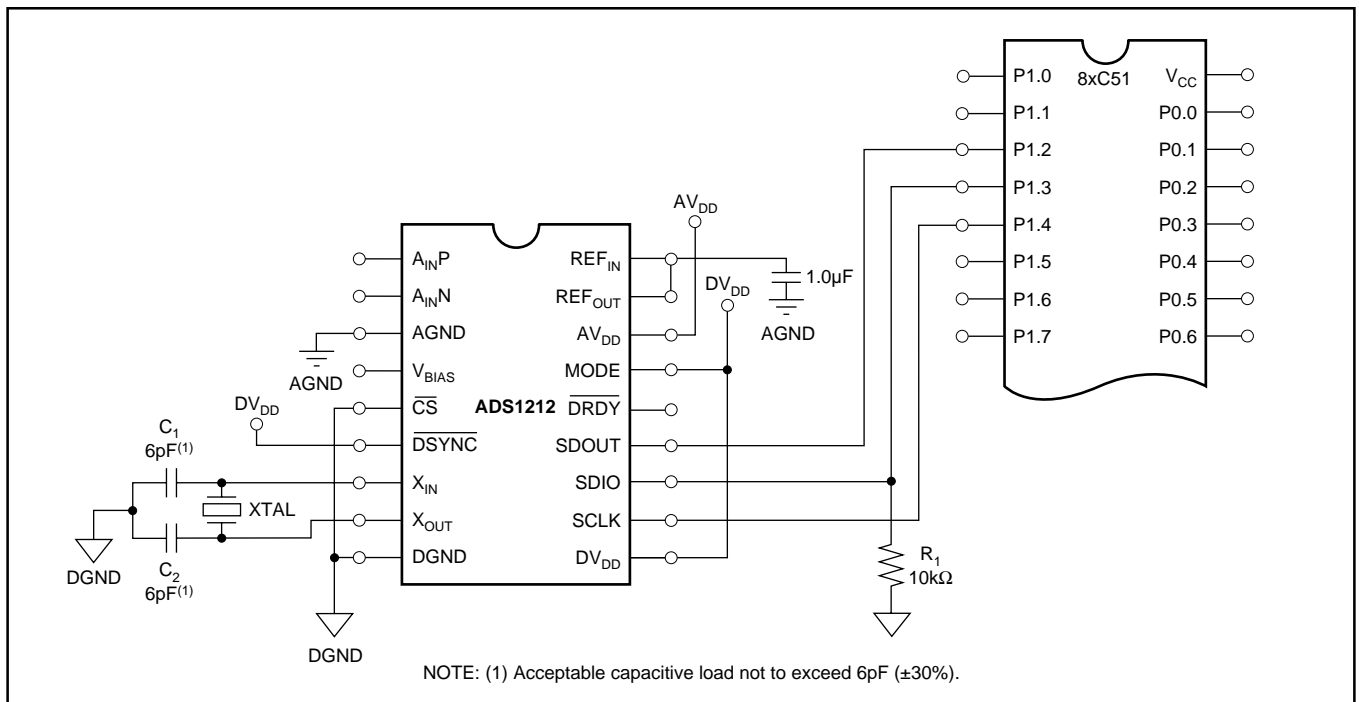 8xC51
P1.0
P1.1
P1.2
P1.3
P1.4
P1.5
P1.6
P1.7
VCC
P0.0
P0.1
P0.2
P0.3
P0.4
P0.5
P0.6
AVDD
DVDD
1.0µF
AGND
ADS1212
AINP
AINN
AGND
VBIAS
CS
DSYNC
XIN
XOUT
DGND
REFIN
REFOUT
AVDD
MODE
DRDY
SDOUT
SDIO
SCLK
DVDD
AGND
DVDD
C1
6pF(1)
XTAL
DGND
C2
6pF(1)
DGND
R1
10kΩ
NOTE: (1) Acceptable capacitive load not to exceed 6pF (±30%).